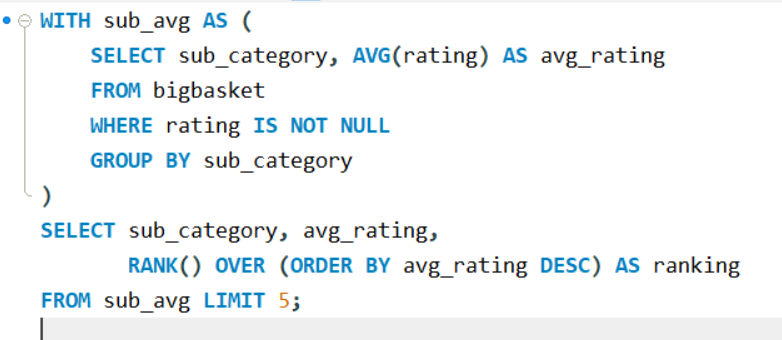 WITH sub_avg AS (
SELECT sub_category, AVG(rating) AS avg_rating
FROM bigbasket
WHERE rating IS NOT NULL
GROUP BY sub_category
)
SELECT sub_category, avg_rating,
RANK() OVER (ORDER BY avg_rating DESC) AS ranking
FROM sub_avg LIMIT 5;